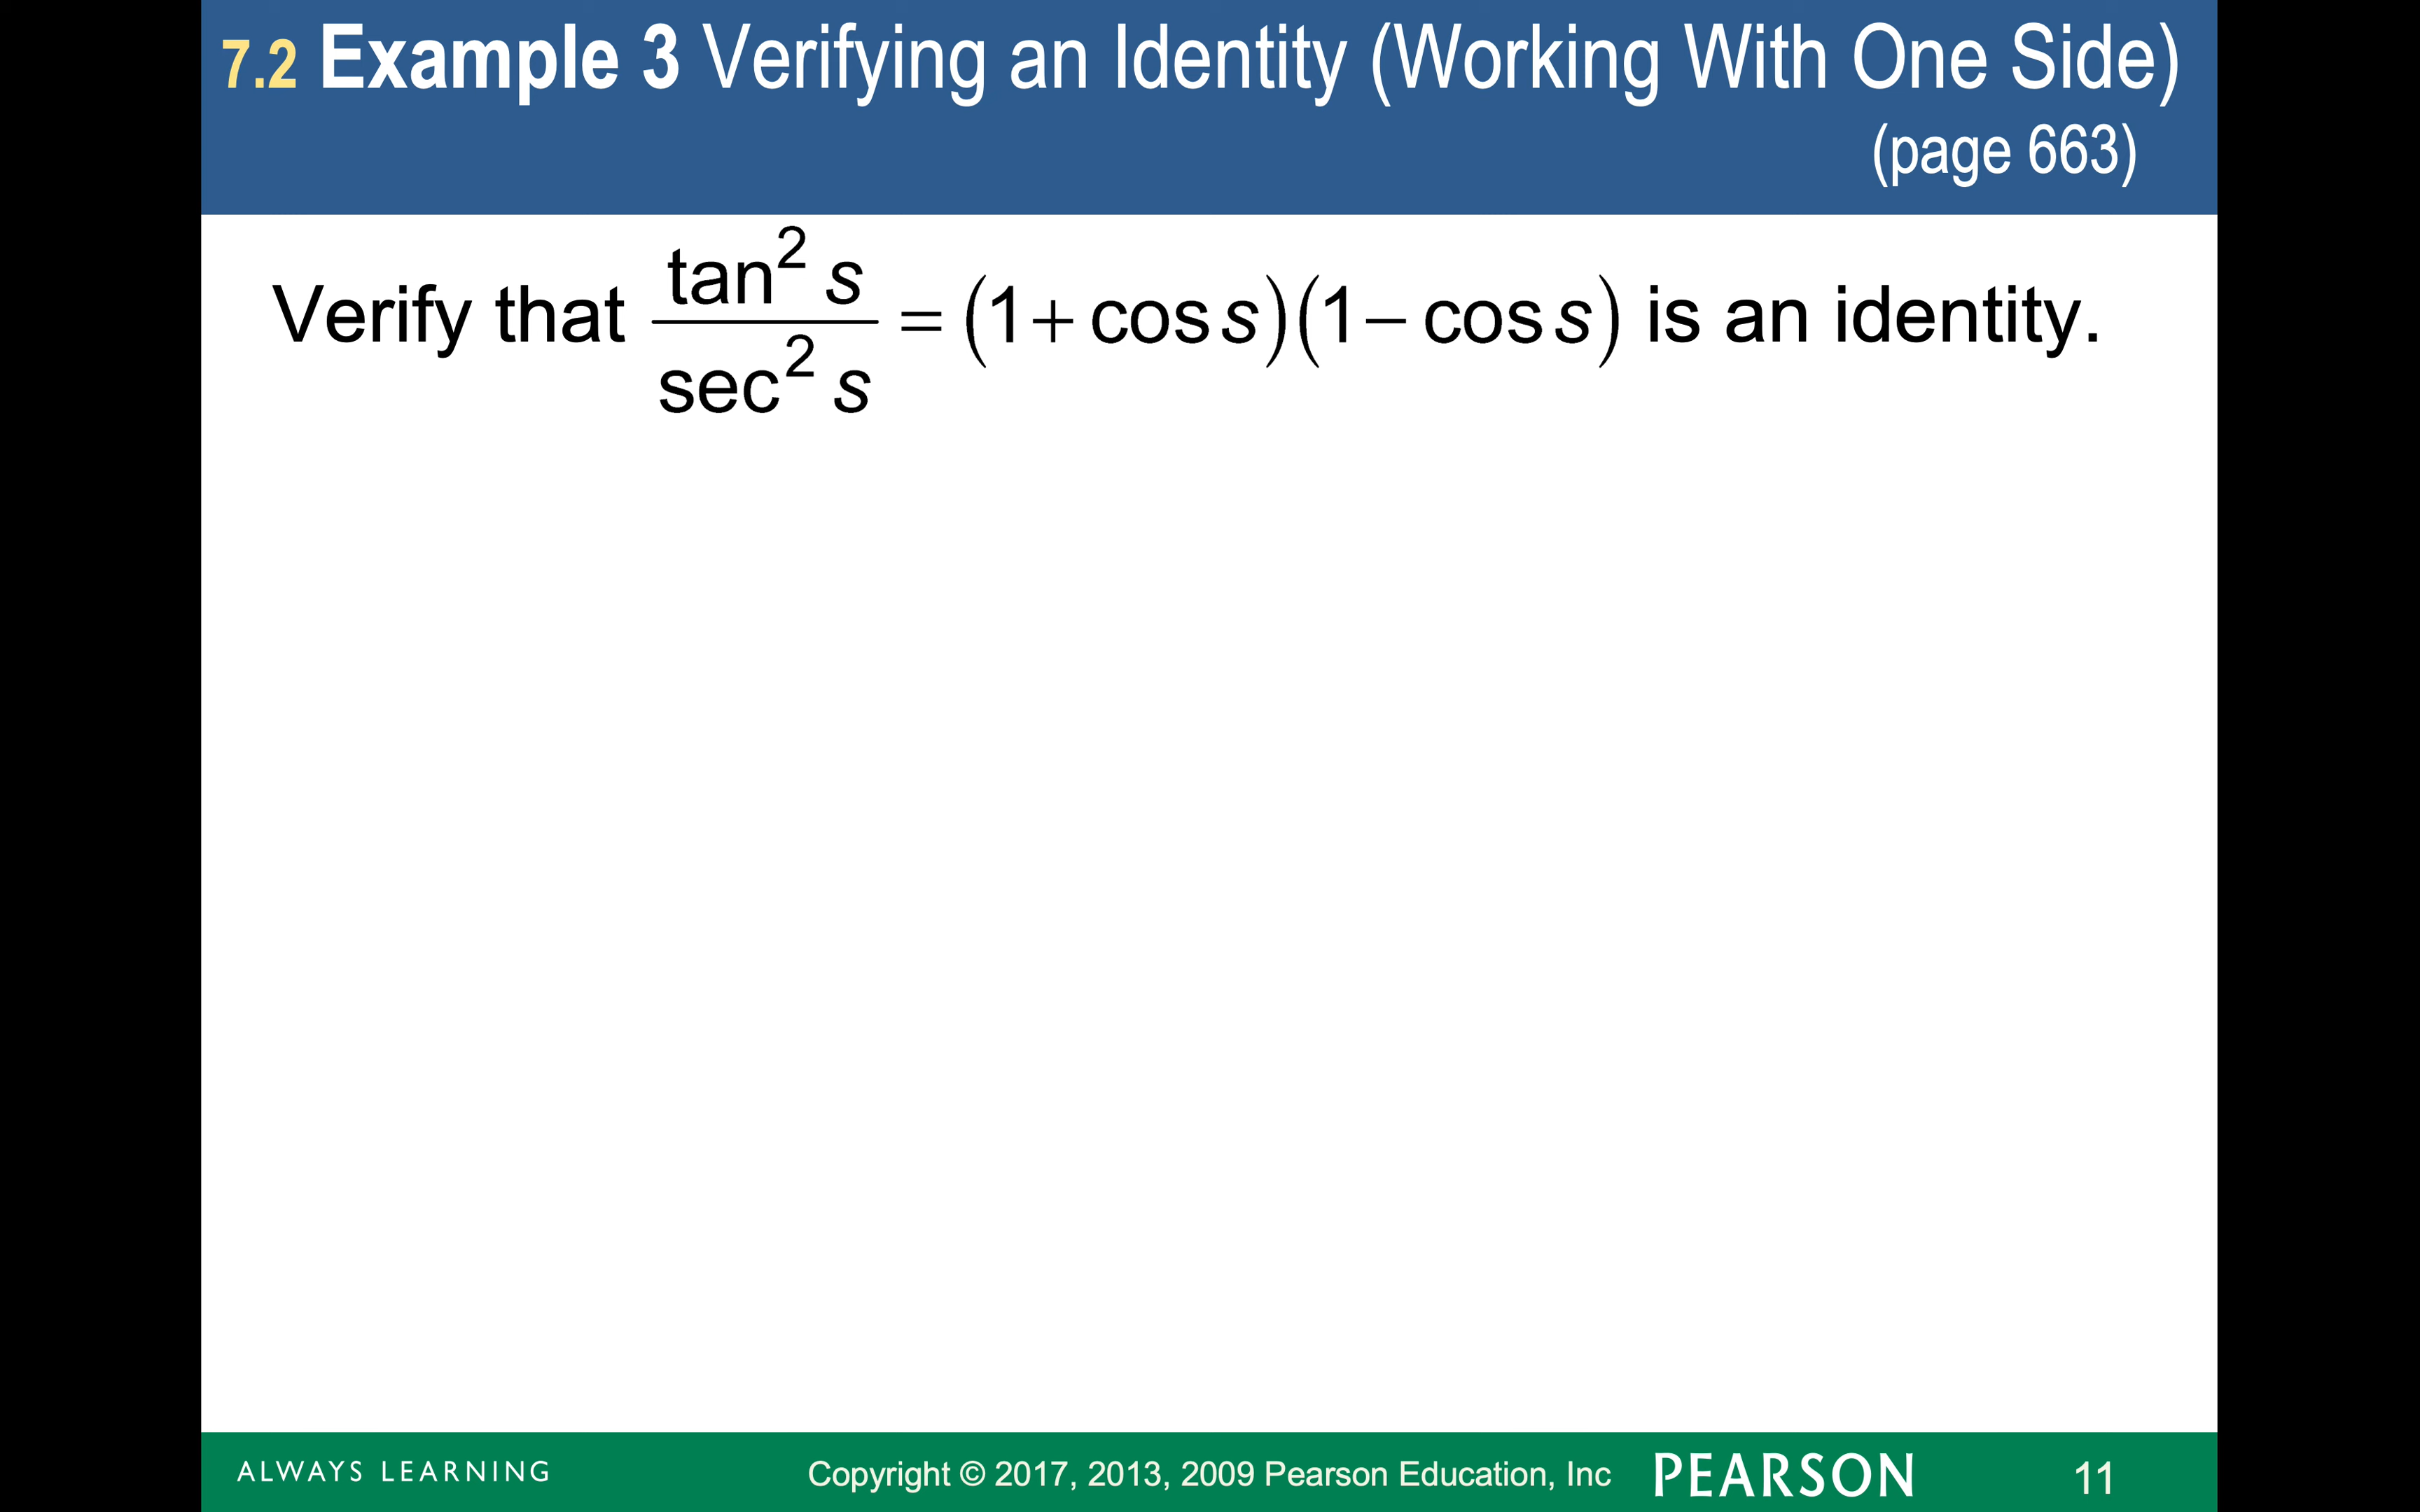 7.2 Example 3 Verifying an Identity (Working With One Side)
(page 663)
Verify that tan² s / sec² s = (1+ cos s)(1− cos s) is an identity.
ALWAYS LEARNING Copyright © 2017, 2013, 2009 Pearson Education, Inc PEARSON 11